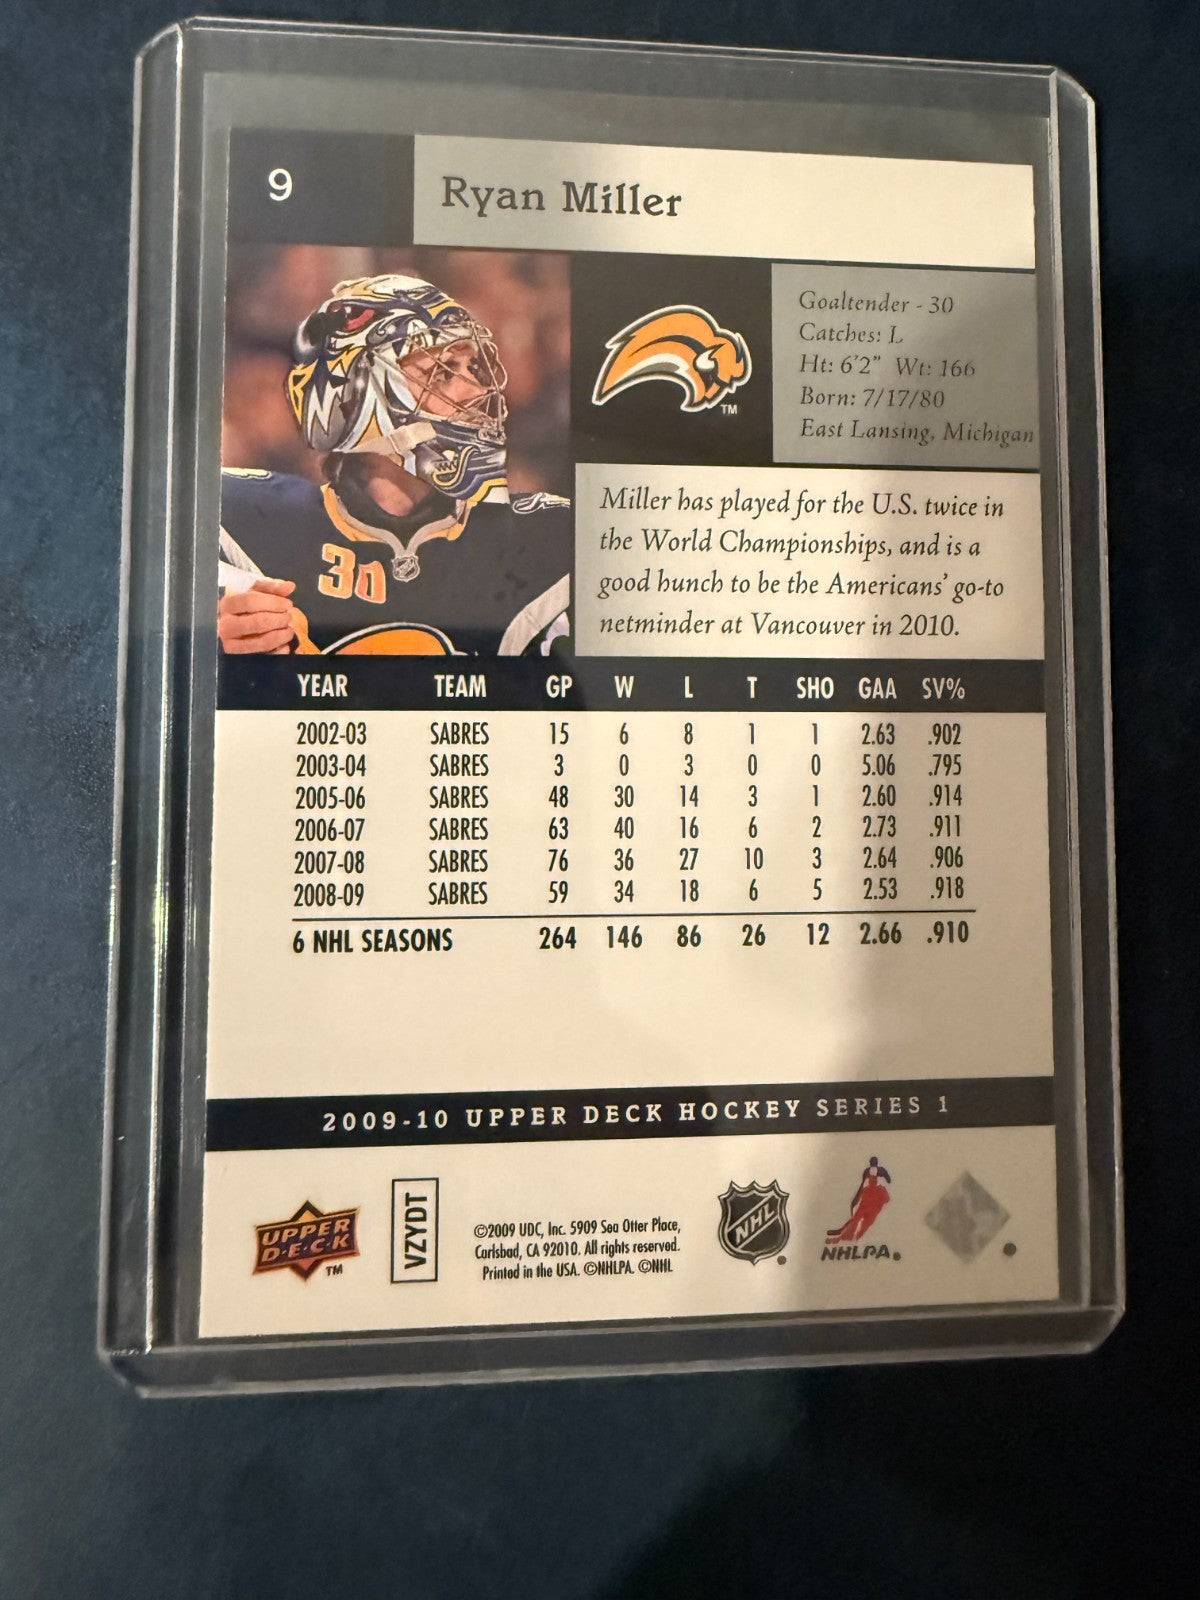 9
Ryan Miller
Goaltender - 30
Catches: L
Ht: 6'2" Wt: 166
Born: 7/17/80
East Lansing, Michigan
TM
30
Miller has played for the U.S. twice in
the World Championships, and is a
good hunch to be the Americans' go-to
netminder at Vancouver in 2010.
YEAR TEAM GP W L T SHO GAA SV%
2002-03 SABRES 15 6 8 1 1 2.63 .902
2003-04 SABRES 3 0 3 0 0 5.06 .795
2005-06 SABRES 48 30 14 3 1 2.60 .914
2006-07 SABRES 63 40 16 6 2 2.73 .911
2007-08 SABRES 76 36 27 10 3 2.64 .906
2008-09 SABRES 59 34 18 6 5 2.53 .918
6 NHL SEASONS 264 146 86 26 12 2.66 .910
2009-10 UPPER DECK HOCKEY SERIES 1
UPPER
D·E·C·K
TM
VZYDT
©2009 UDC, Inc. 5909 Sea Otter Place,
Carlsbad, CA 92010. All rights reserved.
Printed in the USA. ©NHLPA. ©NHL
NHL
NHLPA